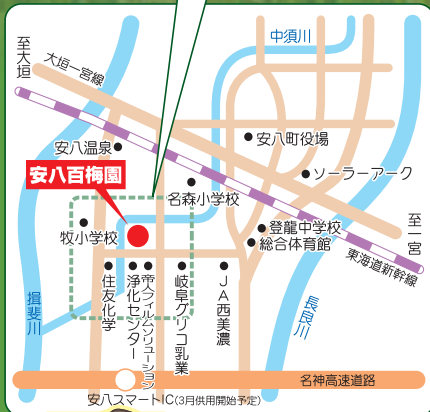 至大垣
大垣一宮線
中須川
安八温泉
安八町役場
安八百梅園
名森小学校
ソーラーアーク
牧小学校
登龍中学校
総合体育館
至一宮
東海道新幹線
揖斐川
住友化学
浄化センター
帝人フィルムソリューション
岐阜グリコ乳業
JA西美濃
長良川
名神高速道路
安八スマートIC(3月供用開始予定)